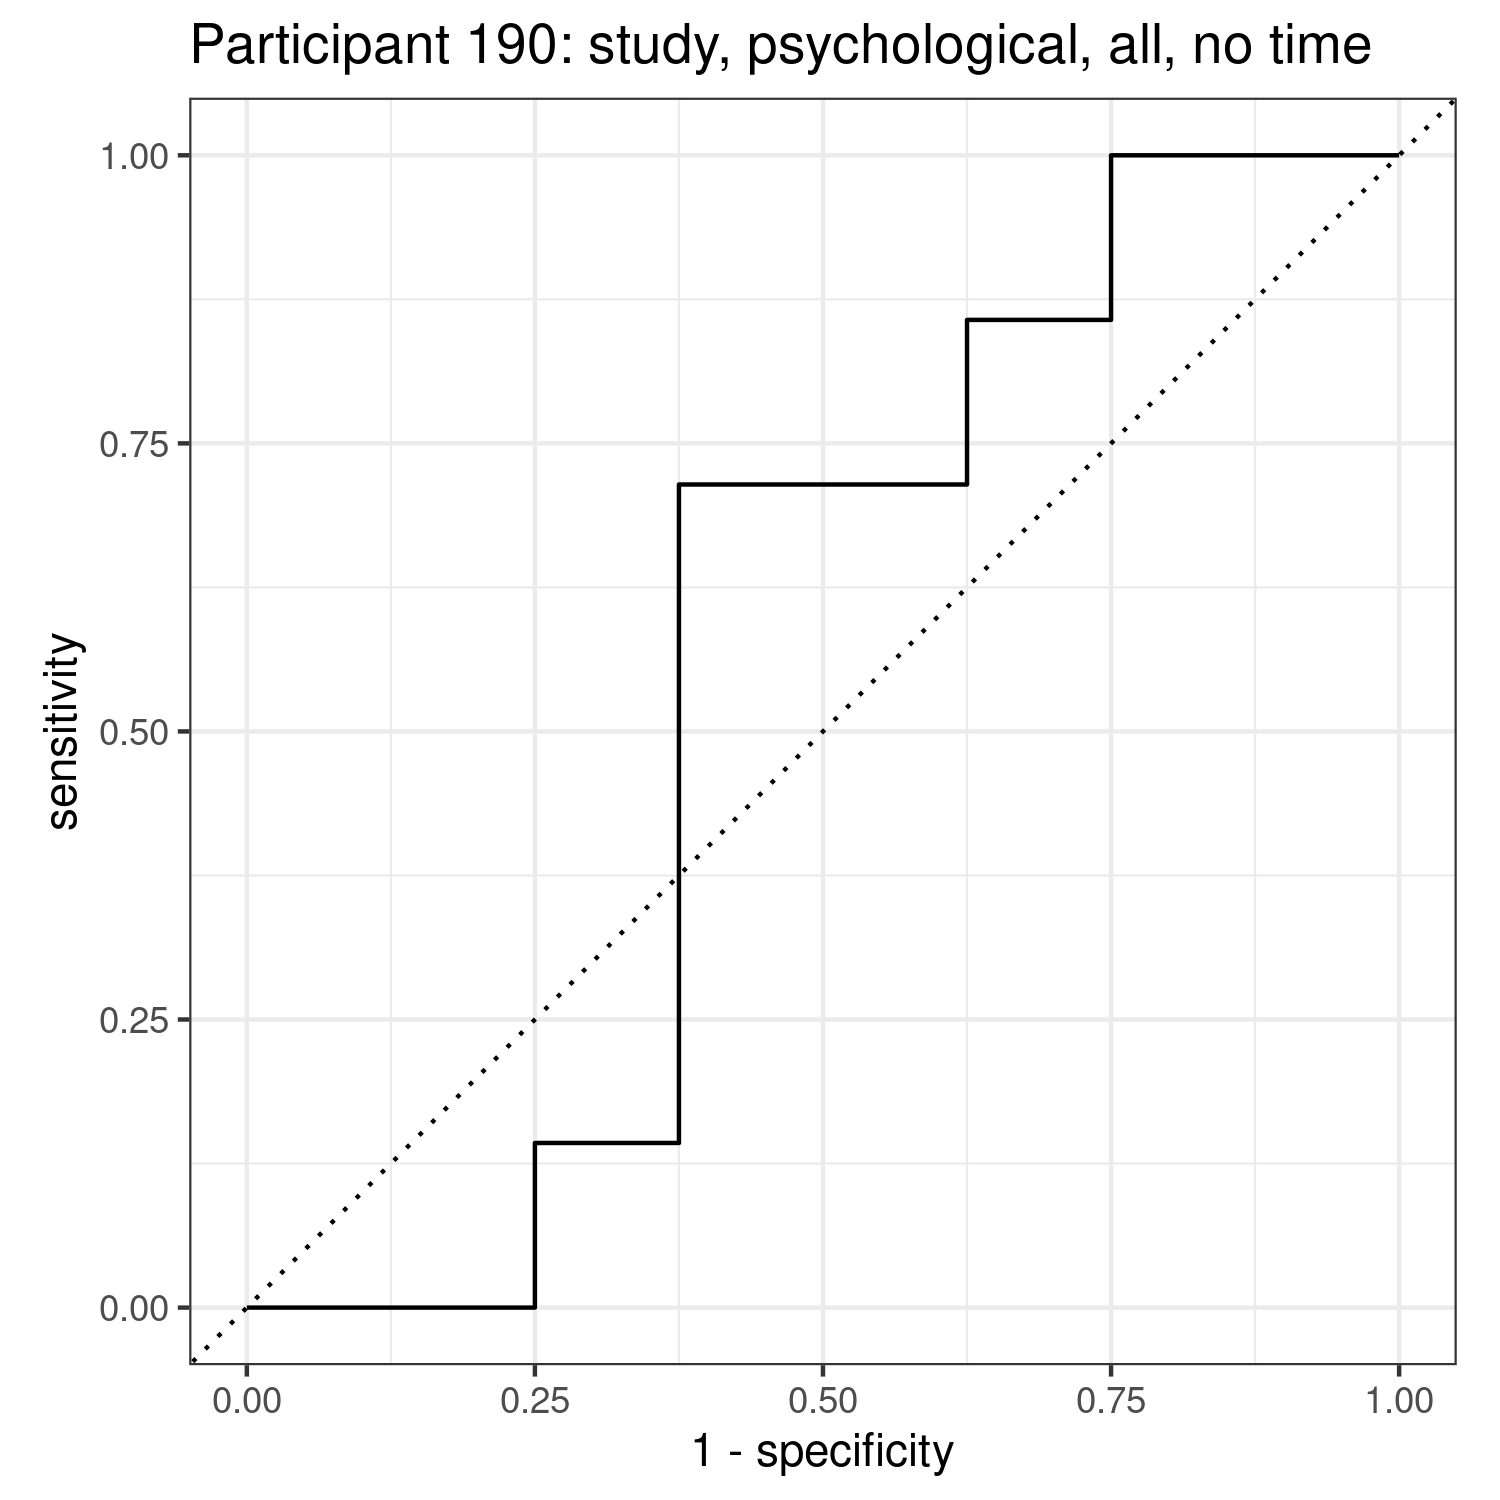 Participant 190: study, psychological, all, no time
sensitivity
1.00
0.75
0.50
0.25
0.00
0.00 0.25 0.50 0.75 1.00
1 - specificity